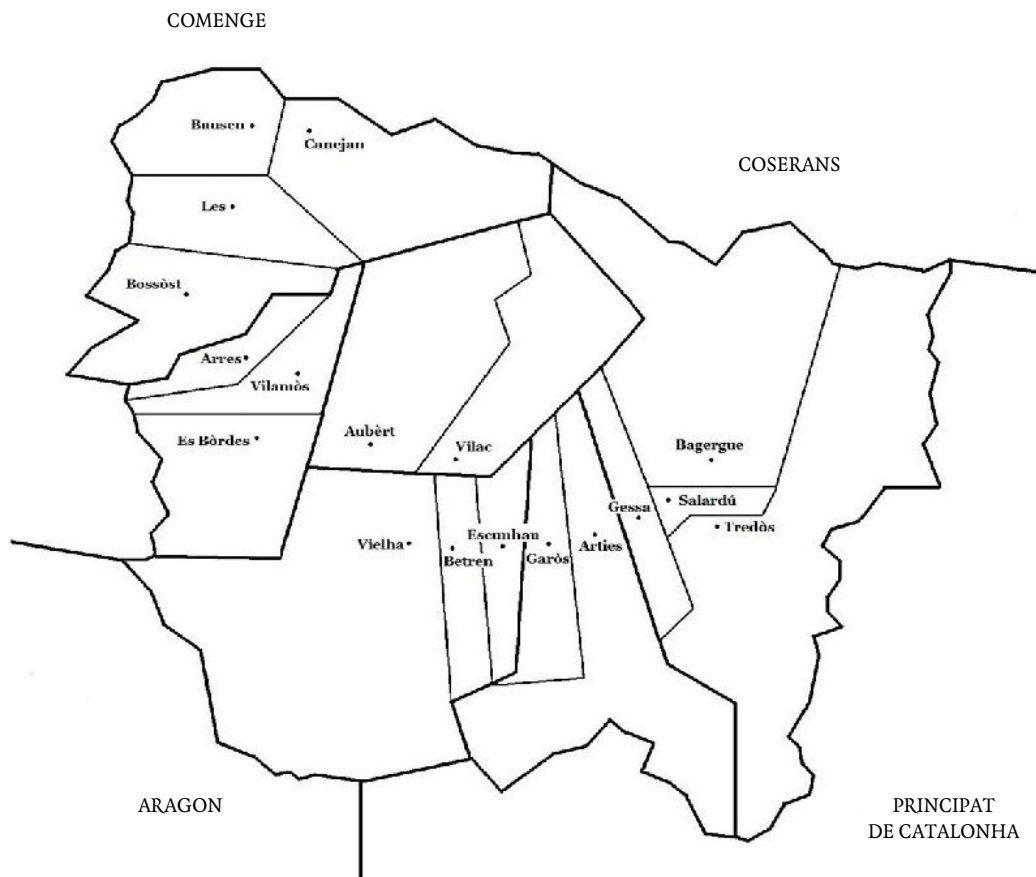 COMENGE
Bausen
Canejan
COSERANS
Les
Bossòst
Arres
Vilamòs
Es Bòrdes
Aubèrt
Vilac
Bagergue
Salardú
Gessa
Tredòs
Escunhau
Vielha
Arties
Betren
Garòs
ARAGON
PRINCIPAT
DE CATALONHA